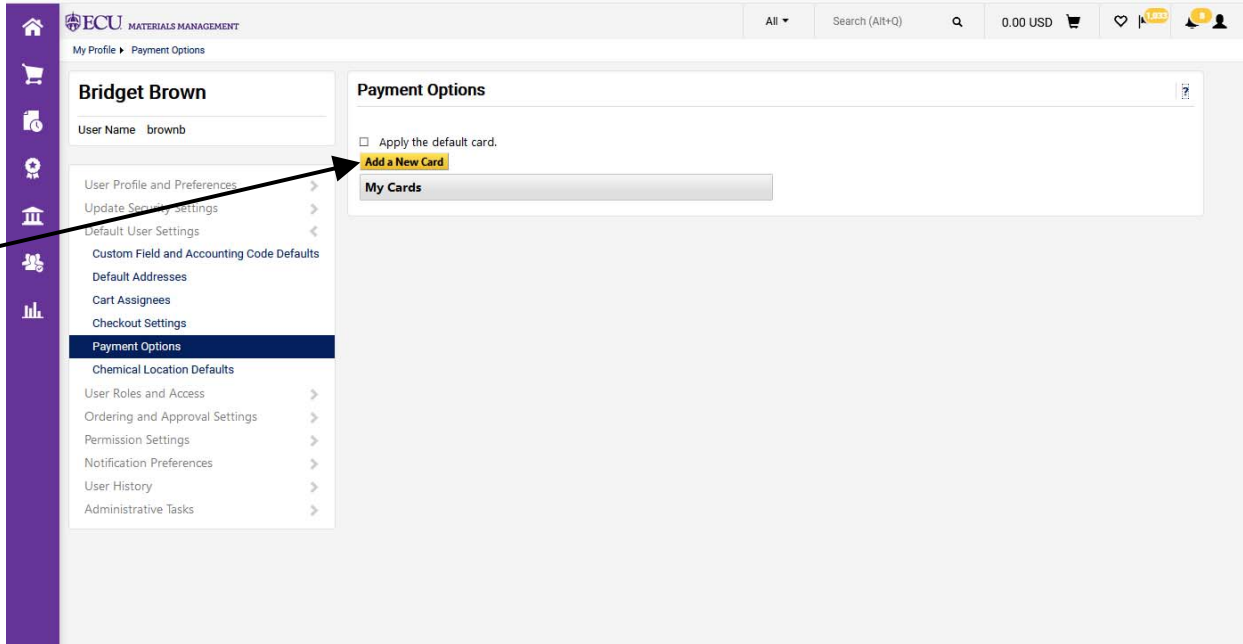 ECU MATERIALS MANAGEMENT
All
Search (Alt+Q)
0.00 USD
1,033
My Profile
Payment Options
Bridget Brown
User Name brownb
User Profile and Preferences
Update Security Settings
Default User Settings
Custom Field and Accounting Code Defaults
Default Addresses
Cart Assignees
Checkout Settings
Payment Options
Chemical Location Defaults
User Roles and Access
Ordering and Approval Settings
Permission Settings
Notification Preferences
User History
Administrative Tasks
Payment Options
?
Apply the default card.
Add a New Card
My Cards